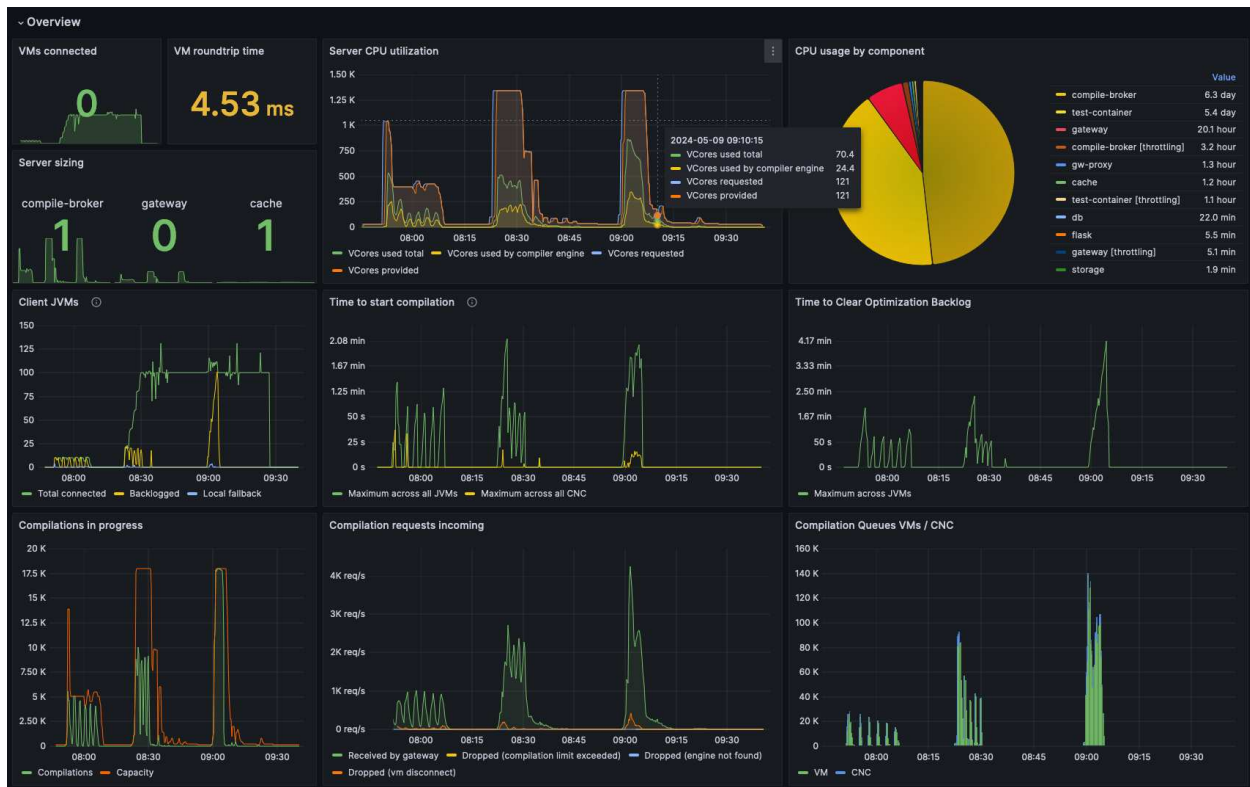 Overview
VMs connected
0
VM roundtrip time
4.53 ms
Server sizing
compile-broker gateway cache
1 0 1
Server CPU utilization
1.50 K
1.25 K
1 K
750
500
250
0
08:00 08:15 08:30 08:45 09:00 09:15 09:30
VCores used total VCores used by compiler engine VCores requested
VCores provided
2024-05-09 09:10:15
VCores used total 70.4
VCores used by compiler engine 24.4
VCores requested 121
VCores provided 121
CPU usage by component
Value
compile-broker 6.3 day
test-container 5.4 day
gateway 20.1 hour
compile-broker [throttling] 3.2 hour
gw-proxy 1.3 hour
cache 1.2 hour
test-container [throttling] 1.1 hour
db 22.0 min
flask 5.5 min
gateway [throttling] 5.1 min
storage 1.9 min
Client JVMs
150
125
100
75
50
25
0
08:00 08:30 09:00 09:30
Total connected Backlogged Local fallback
Time to start compilation
2.08 min
1.67 min
1.25 min
50 s
25 s
0 s
08:00 08:15 08:30 08:45 09:00 09:15 09:30
Maximum across all JVMs Maximum across all CNC
Time to Clear Optimization Backlog
4.17 min
3.33 min
2.50 min
1.67 min
50 s
0 s
08:00 08:15 08:30 08:45 09:00 09:15 09:30
Maximum across JVMs
Compilations in progress
20 K
17.5 K
15 K
12.5 K
10 K
7.50 K
5 K
2.50 K
0
08:00 08:30 09:00 09:30
Compilations Capacity
Compilation requests incoming
4K req/s
3K req/s
2K req/s
1K req/s
0 req/s
08:00 08:15 08:30 08:45 09:00 09:15 09:30
Received by gateway Dropped (compilation limit exceeded) Dropped (engine not found)
Dropped (vm disconnect)
Compilation Queues VMs / CNC
160 K
140 K
120 K
100 K
80 K
60 K
40 K
20 K
0
08:00 08:15 08:30 08:45 09:00 09:15 09:30
VM CNC